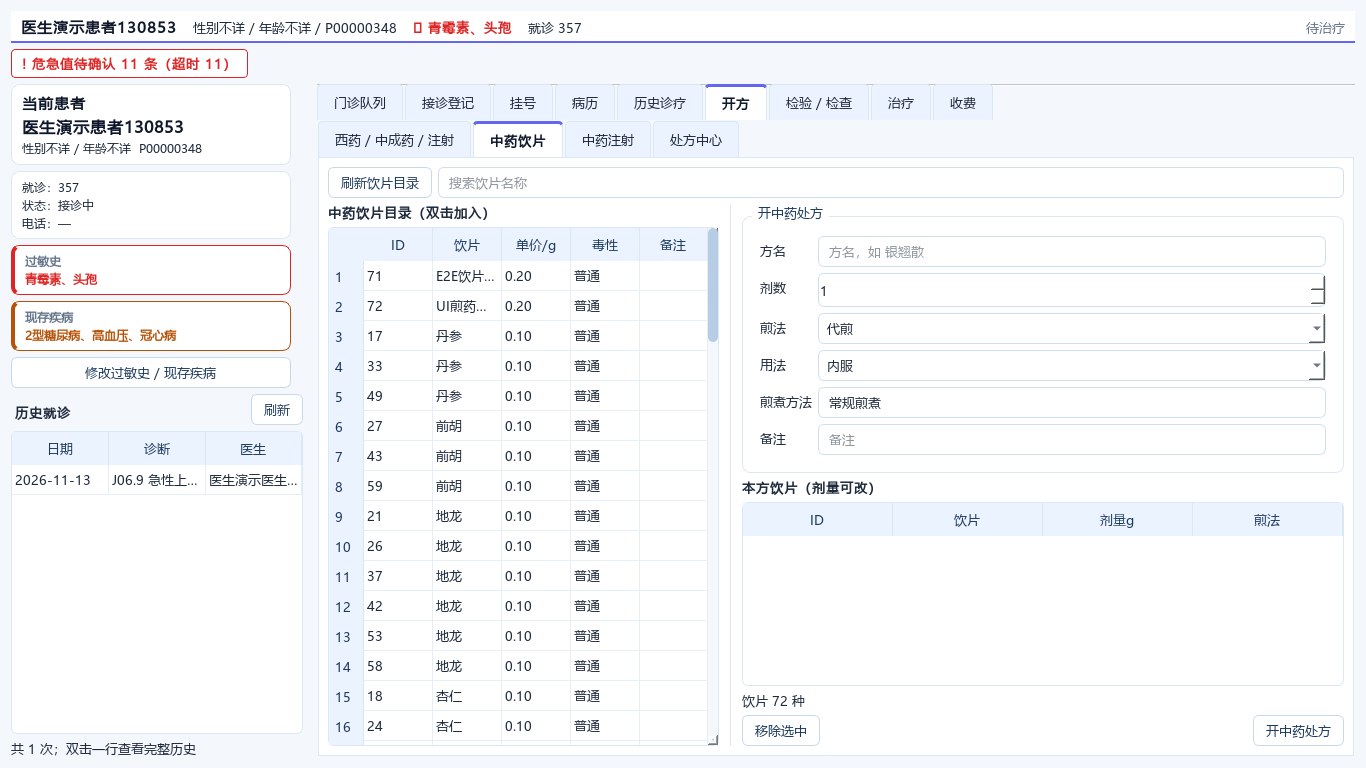 医生演示患者130853 性别不详 / 年龄不详 / P00000348 青霉素、头孢 就诊 357 待治疗
! 危急值待确认 11 条（超时 11）
当前患者
医生演示患者130853
性别不详 / 年龄不详 P00000348
就诊： 357
状态： 接诊中
电话： —
过敏史
青霉素、头孢
现存疾病
2型糖尿病、高血压、冠心病
修改过敏史 / 现存疾病
历史就诊 刷新
日期 诊断 医生
2026-11-13 J06.9 急性上... 医生演示医生...
共 1 次；双击一行查看完整历史
门诊队列 接诊登记 挂号 病历 历史诊疗 开方 检验 / 检查 治疗 收费
西药 / 中成药 / 注射 中药饮片 中药注射 处方中心
刷新饮片目录 搜索饮片名称
中药饮片目录（双击加入）
ID 饮片 单价/g 毒性 备注
1 71 E2E饮片... 0.20 普通
2 72 UI煎药... 0.20 普通
3 17 丹参 0.10 普通
4 33 丹参 0.10 普通
5 49 丹参 0.10 普通
6 27 前胡 0.10 普通
7 43 前胡 0.10 普通
8 59 前胡 0.10 普通
9 21 地龙 0.10 普通
10 26 地龙 0.10 普通
11 37 地龙 0.10 普通
12 42 地龙 0.10 普通
13 53 地龙 0.10 普通
14 58 地龙 0.10 普通
15 18 杏仁 0.10 普通
16 24 杏仁 0.10 普通
开中药处方
方名 方名，如 银翘散
剂数 1
煎法 代煎
用法 内服
煎煮方法 常规煎煮
备注 备注
本方饮片（剂量可改）
ID 饮片 剂量g 煎法
饮片 72 种
移除选中 开中药处方